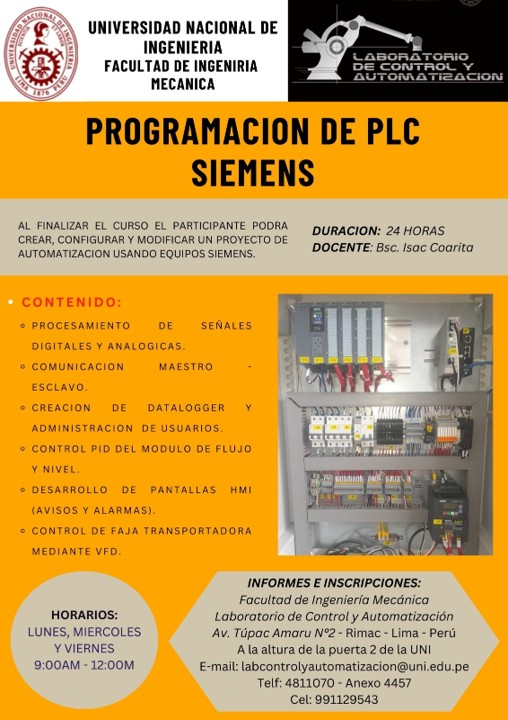 UNIVERSIDAD NACIONAL DE
INGENIERIA
FACULTAD DE INGENIRIA
MECANICA
LABORATORIO
DE CONTROL Y
AUTOMATIZACION
PROGRAMACION DE PLC
SIEMENS
AL FINALIZAR EL CURSO EL PARTICIPANTE PODRA
CREAR, CONFIGURAR Y MODIFICAR UN PROYECTO DE
AUTOMATIZACION USANDO EQUIPOS SIEMENS.
DURACION: 24 HORAS
DOCENTE: Bsc. Isac Coarita
• CONTENIDO:
PROCESAMIENTO DE SEÑALES
DIGITALES Y ANALOGICAS.
COMUNICACION MAESTRO -
ESCLAVO.
CREACION DE DATALOGGER Y
ADMINISTRACION DE USUARIOS.
CONTROL PID DEL MODULO DE FLUJO
Y NIVEL.
DESARROLLO DE PANTALLAS HMI
(AVISOS Y ALARMAS).
CONTROL DE FAJA TRANSPORTADORA
MEDIANTE VFD.
HORARIOS:
LUNES, MIERCOLES
Y VIERNES
9:00AM - 12:00M
INFORMES E INSCRIPCIONES:
Facultad de Ingeniería Mecánica
Laboratorio de Control y Automatización
Av. Túpac Amaru N°2 - Rimac - Lima - Perú
A la altura de la puerta 2 de la UNI
E-mail: labcontrolyautomatizacion@uni.edu.pe
Telf: 4811070 - Anexo 4457
Cel: 991129543